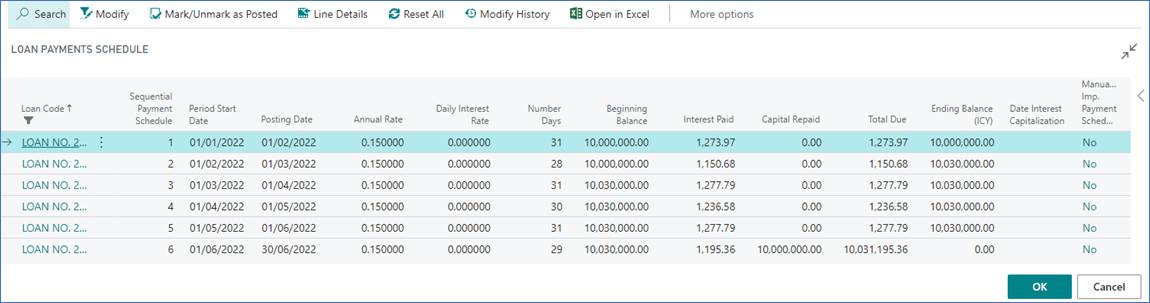 Search Modify Mark/Unmark as Posted Line Details Reset All Modify History Open in Excel More options
LOAN PAYMENTS SCHEDULE
Loan Code↑ Sequential Payment Schedule Period Start Date Posting Date Annual Rate Daily Interest Rate Number Days Beginning Balance Interest Paid Capital Repaid Total Due Ending Balance (ICY) Date Interest Capitalization Manua... Imp. Payment Sched...
LOAN NO. 2... 1 01/01/2022 01/02/2022 0.150000 0.000000 31 10,000,000.00 1,273.97 0.00 1,273.97 10,000,000.00 No
LOAN NO. 2... 2 01/02/2022 01/03/2022 0.150000 0.000000 28 10,030,000.00 1,150.68 0.00 1,150.68 10,030,000.00 No
LOAN NO. 2... 3 01/03/2022 01/04/2022 0.150000 0.000000 31 10,030,000.00 1,277.79 0.00 1,277.79 10,030,000.00 No
LOAN NO. 2... 4 01/04/2022 01/05/2022 0.150000 0.000000 30 10,030,000.00 1,236.58 0.00 1,236.58 10,030,000.00 No
LOAN NO. 2... 5 01/05/2022 01/06/2022 0.150000 0.000000 31 10,030,000.00 1,277.79 0.00 1,277.79 10,030,000.00 No
LOAN NO. 2... 6 01/06/2022 30/06/2022 0.150000 0.000000 29 10,030,000.00 1,195.36 10,000,000.00 10,031,195.36 0.00 No
OK Cancel